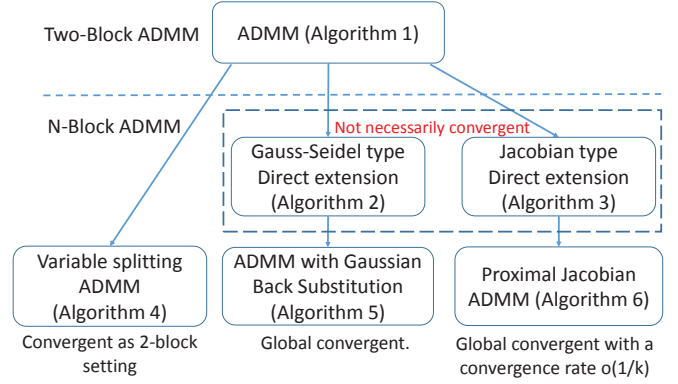 Two-Block ADMM
ADMM (Algorithm 1)
N-Block ADMM
Not necessarily convergent
Gauss-Seidel type
Direct extension
(Algorithm 2)
Jacobian type
Direct extension
(Algorithm 3)
Variable splitting
ADMM
(Algorithm 4)
ADMM with Gaussian
Back Substitution
(Algorithm 5)
Proximal Jacobian
ADMM (Algorithm 6)
Convergent as 2-block
setting
Global convergent.
Global convergent with a
convergence rate o(1/k)